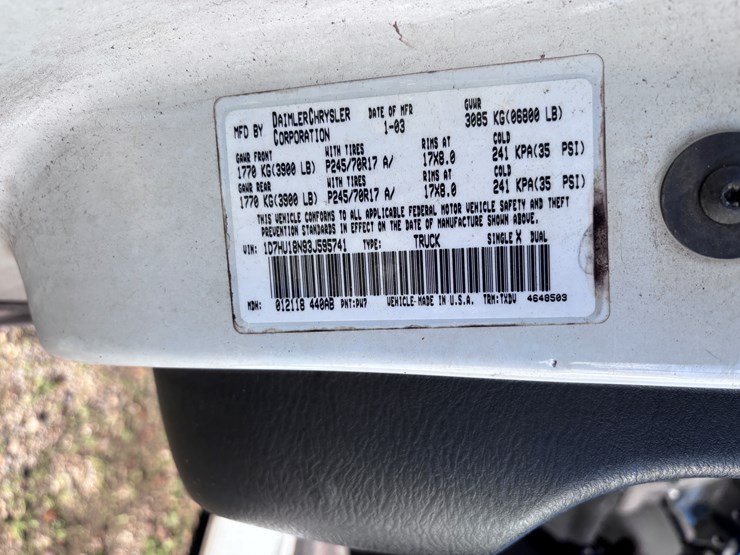 MFD BY DAIMLERCHRYSLER CORPORATION DATE OF MFR 1-03 GVWR 3085 KG(06800 LB)
GAWR FRONT WITH TIRES RIMS AT COLD
1770 KG(3900 LB) P245/70R17 A/ 17X8.0 241 KPA(35 PSI)
GAWR REAR WITH TIRES RIMS AT COLD
1770 KG(3900 LB) P245/70R17 A/ 17X8.0 241 KPA(35 PSI)
THIS VEHICLE CONFORMS TO ALL APPLICABLE FEDERAL MOTOR VEHICLE SAFETY AND THEFT
PREVENTION STANDARDS IN EFFECT ON THE DATE OF MANUFACTURE SHOWN ABOVE.
VIN: 1D7HU18N93J595741 TYPE: TRUCK SINGLE X DUAL
MDH: 012118 440AB PNT:PW7 VEHICLE MADE IN U.S.A. TRM:TXDV 4648503